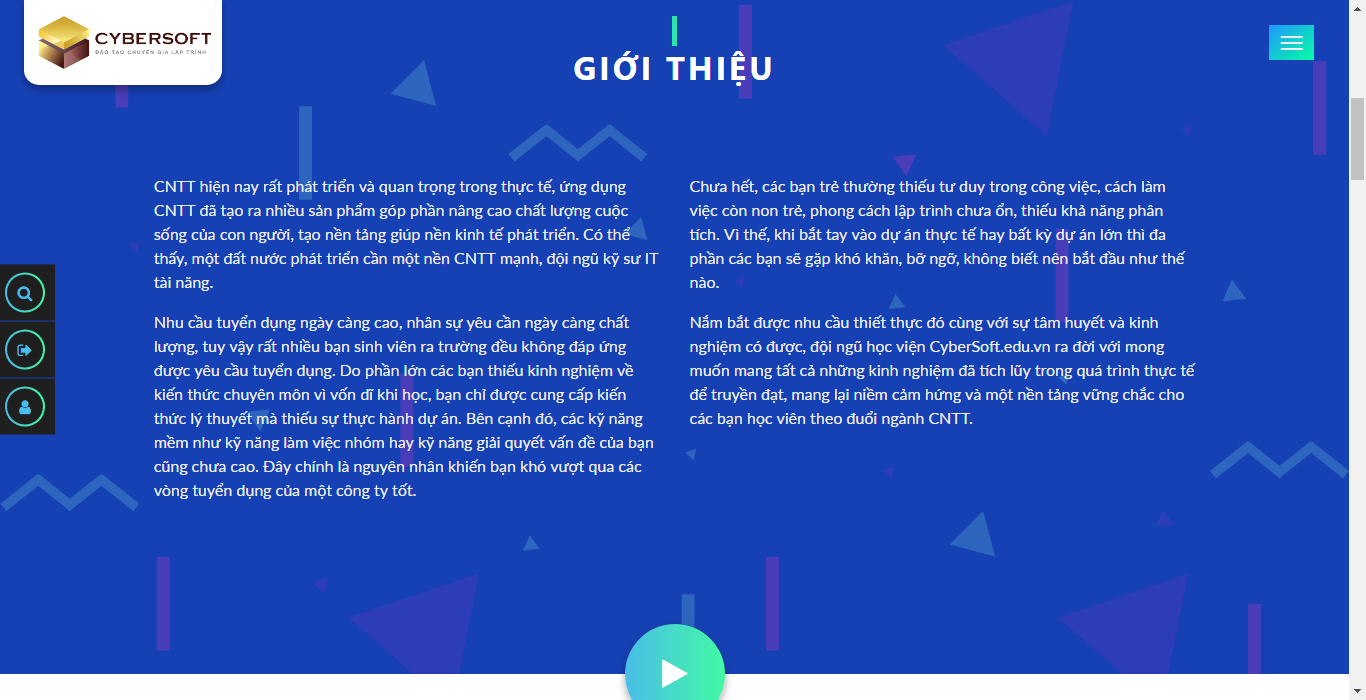 CYBERSOFT
ĐÀO TẠO CHUYÊN GIA LẬP TRÌNH
GIỚI THIỆU
CNTT hiện nay rất phát triển và quan trọng trong thực tế, ứng dụng
CNTT đã tạo ra nhiều sản phẩm góp phần nâng cao chất lượng cuộc
sống của con người, tạo nền tảng giúp nền kinh tế phát triển. Có thể
thấy, một đất nước phát triển cần một nền CNTT mạnh, đội ngũ kỹ sư IT
tài năng.
Nhu cầu tuyển dụng ngày càng cao, nhân sự yêu cần ngày càng chất
lượng, tuy vậy rất nhiều bạn sinh viên ra trường đều không đáp ứng
được yêu cầu tuyển dụng. Do phần lớn các bạn thiếu kinh nghiệm về
kiến thức chuyên môn vì vốn dĩ khi học, bạn chỉ được cung cấp kiến
thức lý thuyết mà thiếu sự thực hành dự án. Bên cạnh đó, các kỹ năng
mềm như kỹ năng làm việc nhóm hay kỹ năng giải quyết vấn đề của bạn
cũng chưa cao. Đây chính là nguyên nhân khiến bạn khó vượt qua các
vòng tuyển dụng của một công ty tốt.
Chưa hết, các bạn trẻ thường thiếu tư duy trong công việc, cách làm
việc còn non trẻ, phong cách lập trình chưa ổn, thiếu khả năng phân
tích. Vì thế, khi bắt tay vào dự án thực tế hay bất kỳ dự án lớn thì đa
phần các bạn sẽ gặp khó khăn, bỡ ngỡ, không biết nên bắt đầu như thế
nào.
Nắm bắt được nhu cầu thiết thực đó cùng với sự tâm huyết và kinh
nghiệm có được, đội ngũ học viện CyberSoft.edu.vn ra đời với mong
muốn mang tất cả những kinh nghiệm đã tích lũy trong quá trình thực tế
để truyền đạt, mang lại niềm cảm hứng và một nền tảng vững chắc cho
các bạn học viên theo đuổi ngành CNTT.